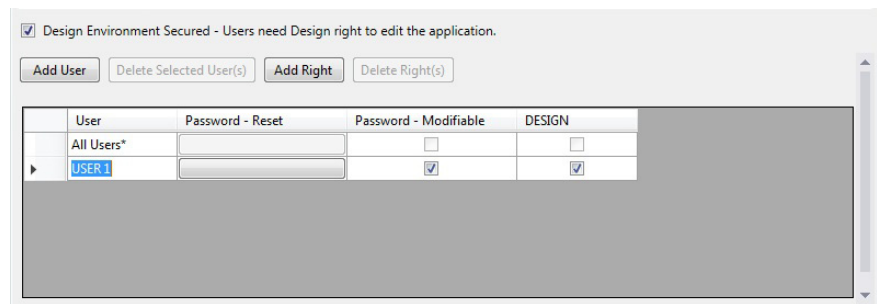 Design Environment Secured - Users need Design right to edit the application.
Add User Delete Selected User(s) Add Right Delete Right(s)
User Password - Reset Password - Modifiable DESIGN
All Users*
USER 1